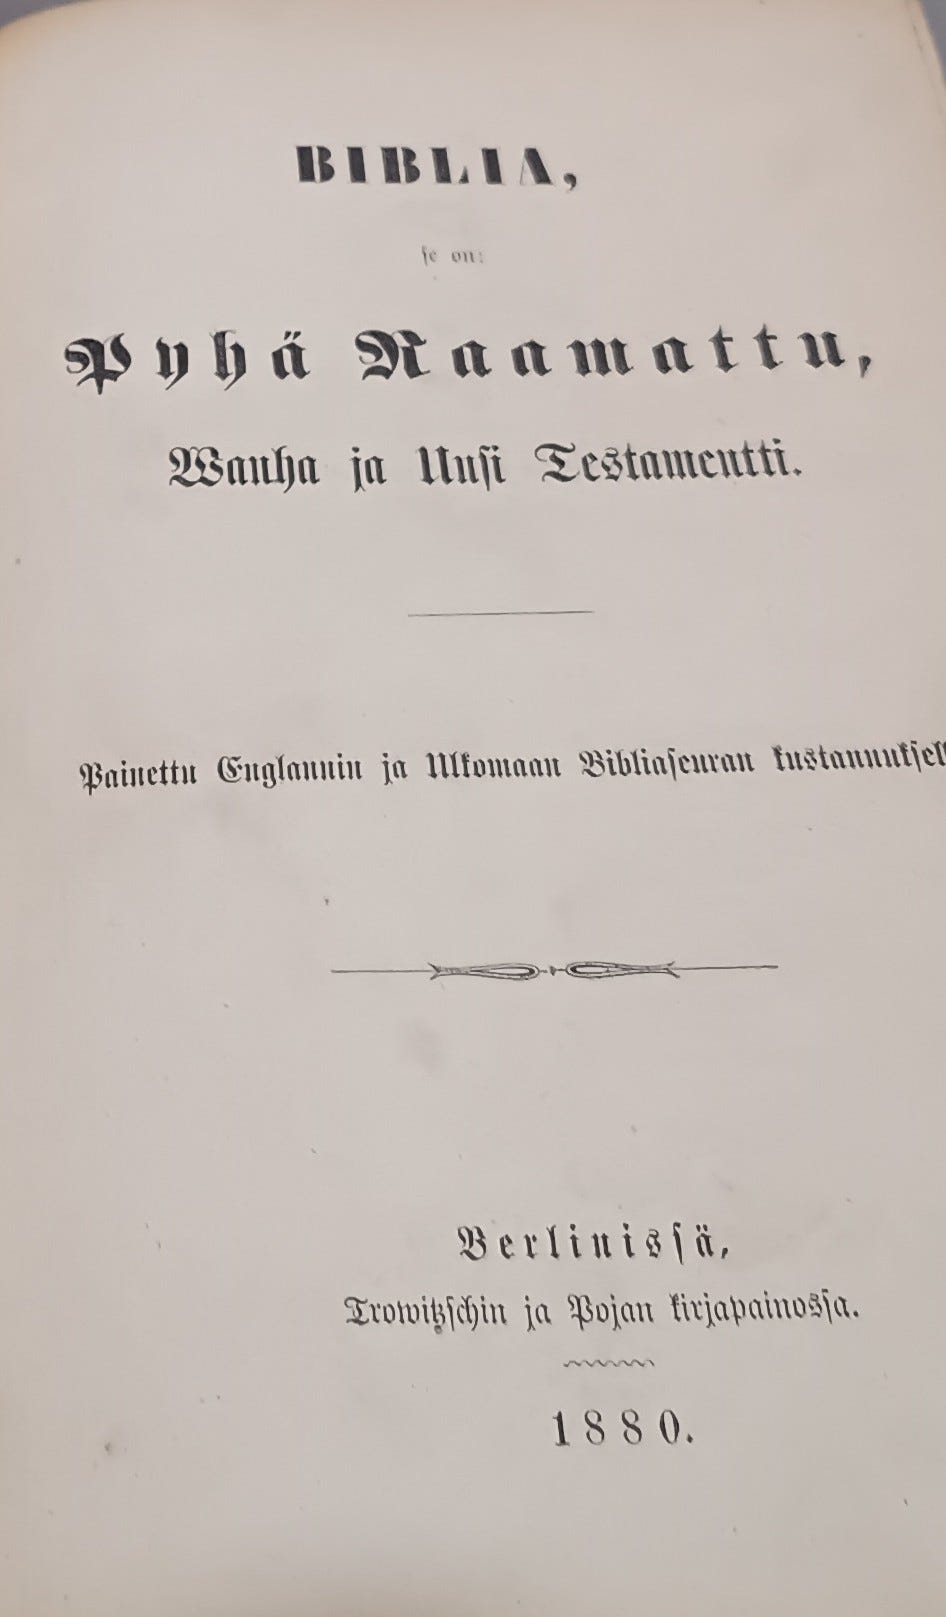 BIBLIA,
se on:
Pyhä Raamattu,
Wanha ja Uusi Testamentti.
Painettu Englannin ja Ulkomaan Bibliaseuran
Berlinissä,
Trowitzschin ja Pojan kirjapainossa.
1880.